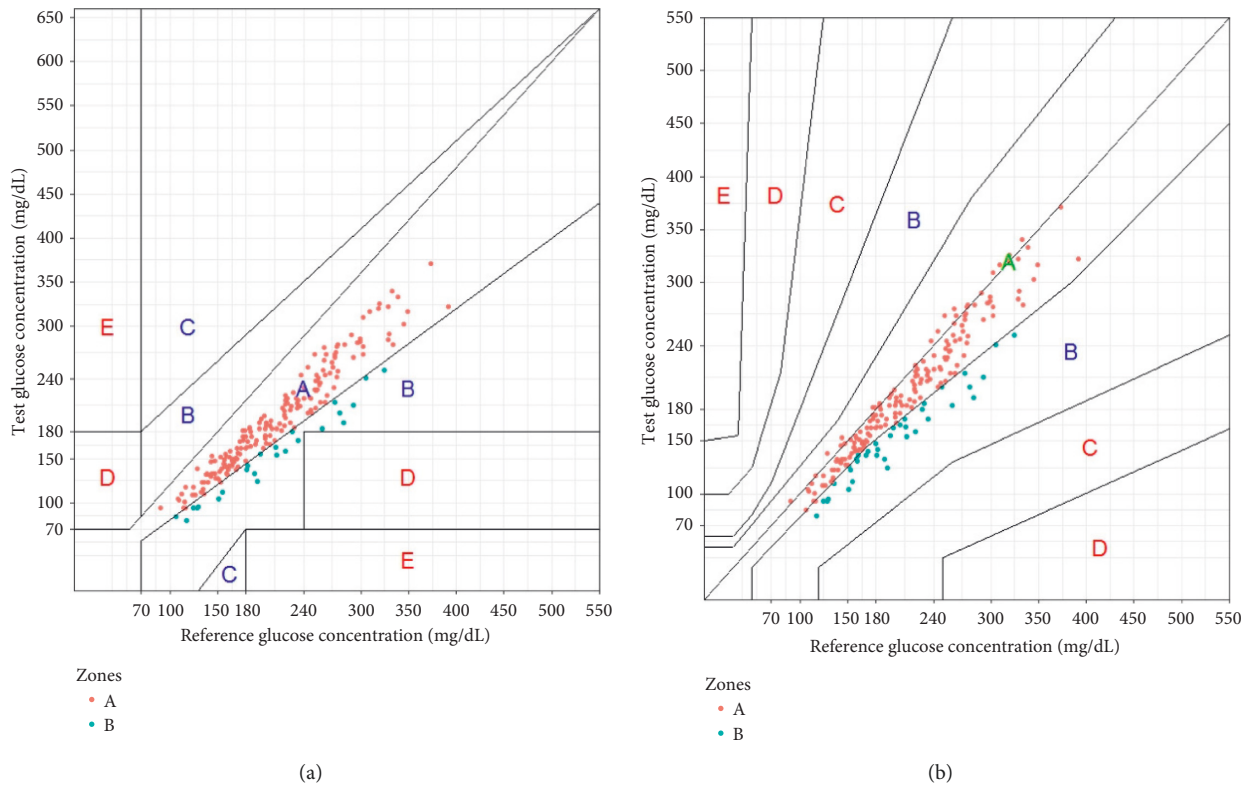 Test glucose concentration (mg/dL)
650
600
550
500
450
400
350
300
240
180
150
100
70
E
C
B
A
B
D
D
E
C
70 100 150 180 240 300 350 400 450 500 550
Reference glucose concentration (mg/dL)
Zones
A
B
(a)
Test glucose concentration (mg/dL)
550
500
450
400
350
300
240
180
150
100
70
E D C B
A
B
C
D
70 100 150 180 240 300 350 400 450 500 550
Reference glucose concentration (mg/dL)
Zones
A
B
(b)